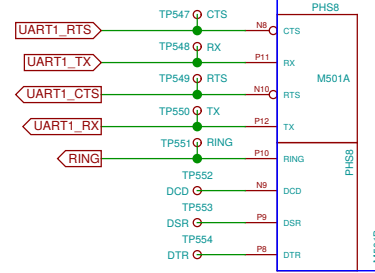 PHS8
TP547 CTS
UART1_RTS N8 CTS
TP548 RX
UART1_TX P11 RX
TP549 RTS M501A
UART1_CTS N10 RTS
TP550 TX
UART1_RX P12 TX
TP551 RING
RING P10 RING
PHS8
TP552
DCD N9 DCD
TP553
DSR P9 DSR
TP554
DTR P8 DTR